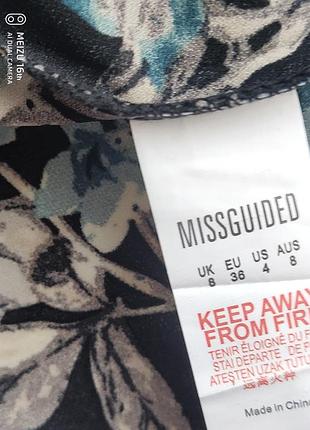 MEIZU 16th
AI DUAL CAMERA
MISSGUIDED
UK EU US AUS
8 36 4 8
KEEP AWAY
FROM FIR
TENIR ÉLOIGNÉ DU F
STAI DEPARTE DE F
ATEŞTEN UZAK TUTU
远离火种
Made in China